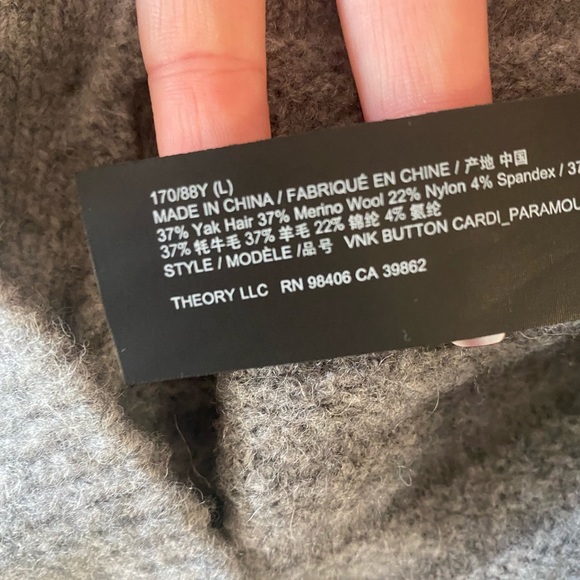 170/88Y (L)
MADE IN CHINA / FABRIQUÉ EN CHINE / 产地 中国
37% Yak Hair 37% Merino Wool 22% Nylon 4% Spandex / 37
37% 牦牛毛 37% 羊毛 22% 锦纶 4% 氨纶
STYLE / MODÈLE /品号 VNK BUTTON CARDI_PARAMOU
THEORY LLC RN 98406 CA 39862